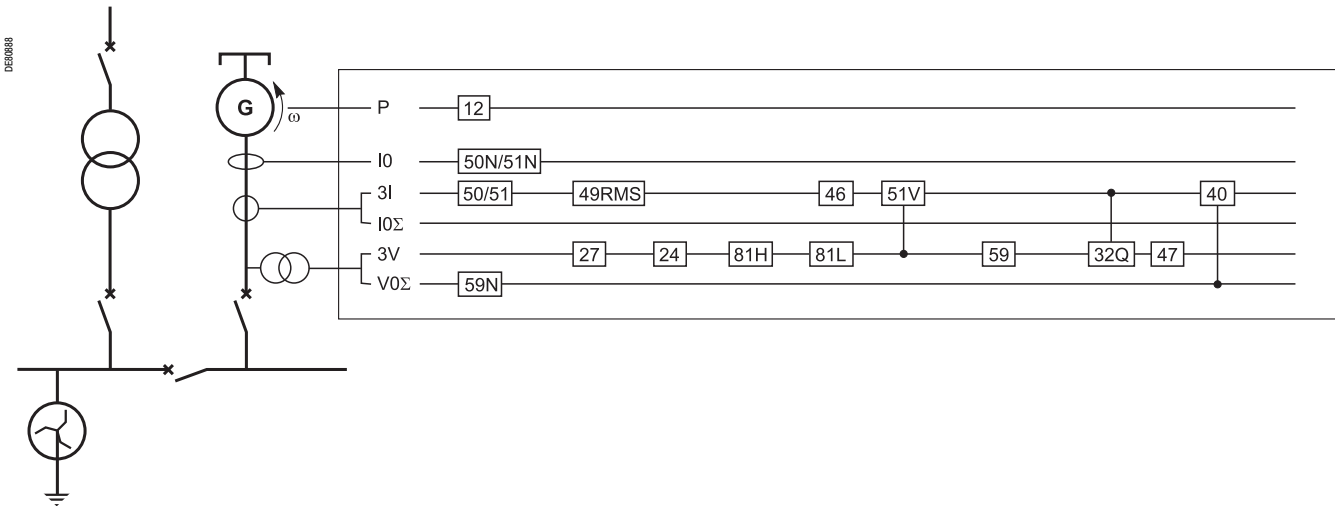 DE80888
G
ω
P 12
I0 50N/51N
3I 50/51 49RMS 46 51V 40
I0Σ
3V 27 24 81H 81L 59 32Q 47
V0Σ 59N